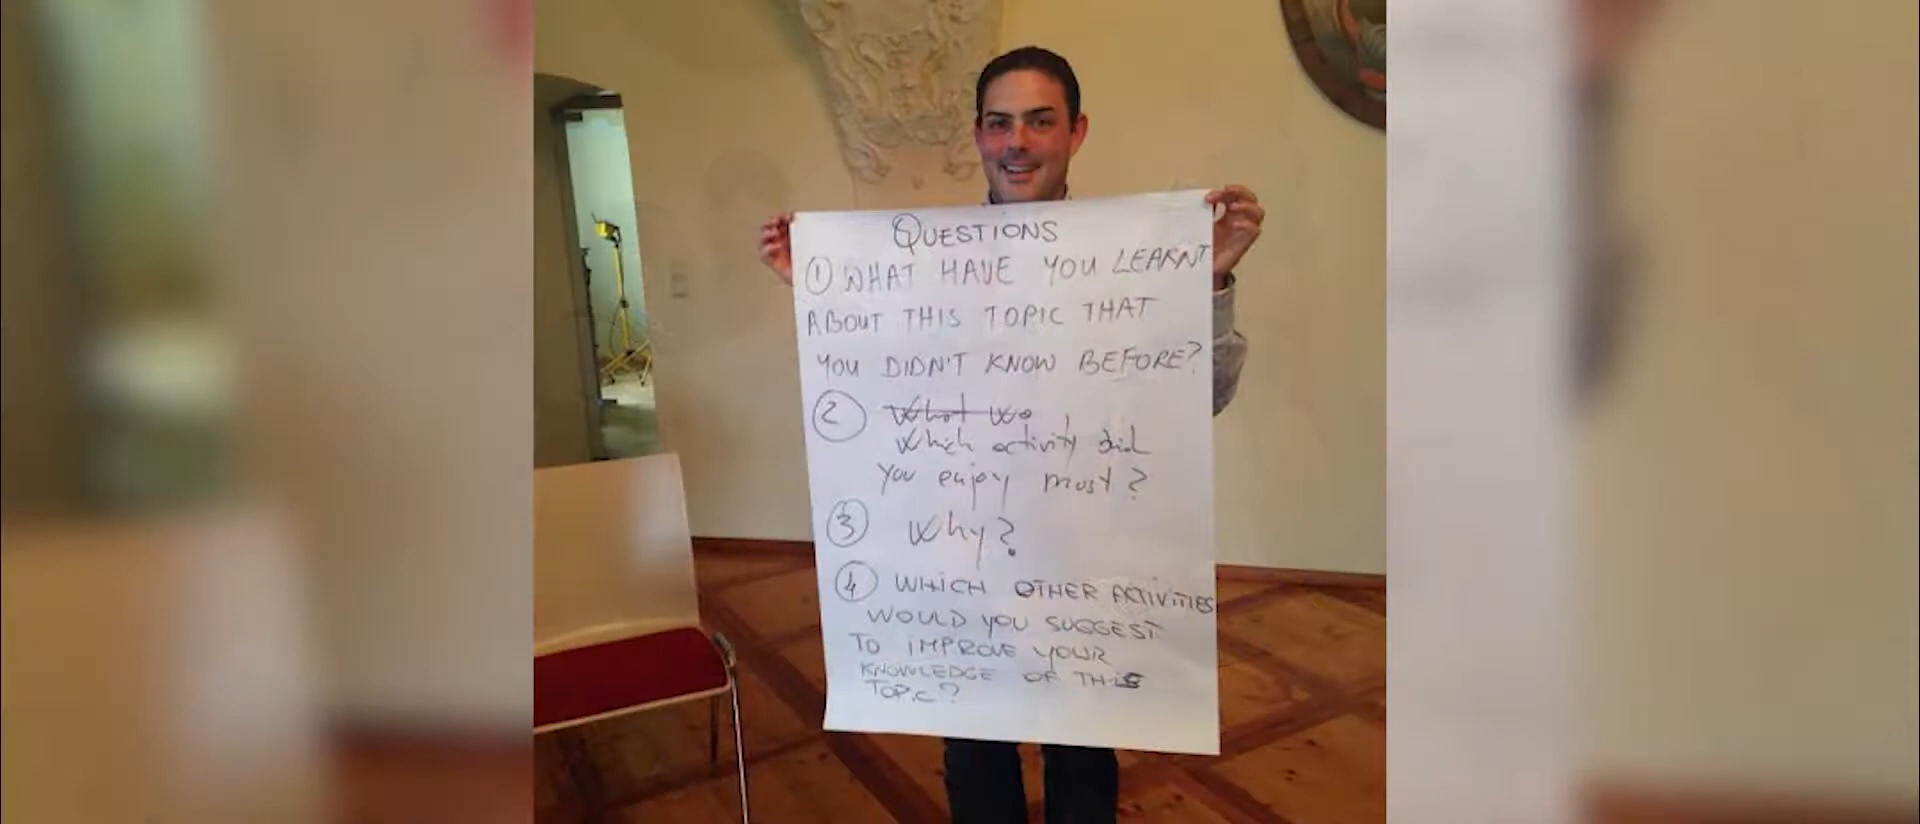 QUESTIONS
① WHAT HAVE YOU LEARNT
ABOUT THIS TOPIC THAT
YOU DIDN'T KNOW BEFORE?
② What wo
Which activity did
you enjoy most?
③ Why?
④ WHICH OTHER ACTIVITIES
WOULD YOU SUGGEST
TO IMPROVE YOUR
KNOWLEDGE OF THIS
TOPIC?